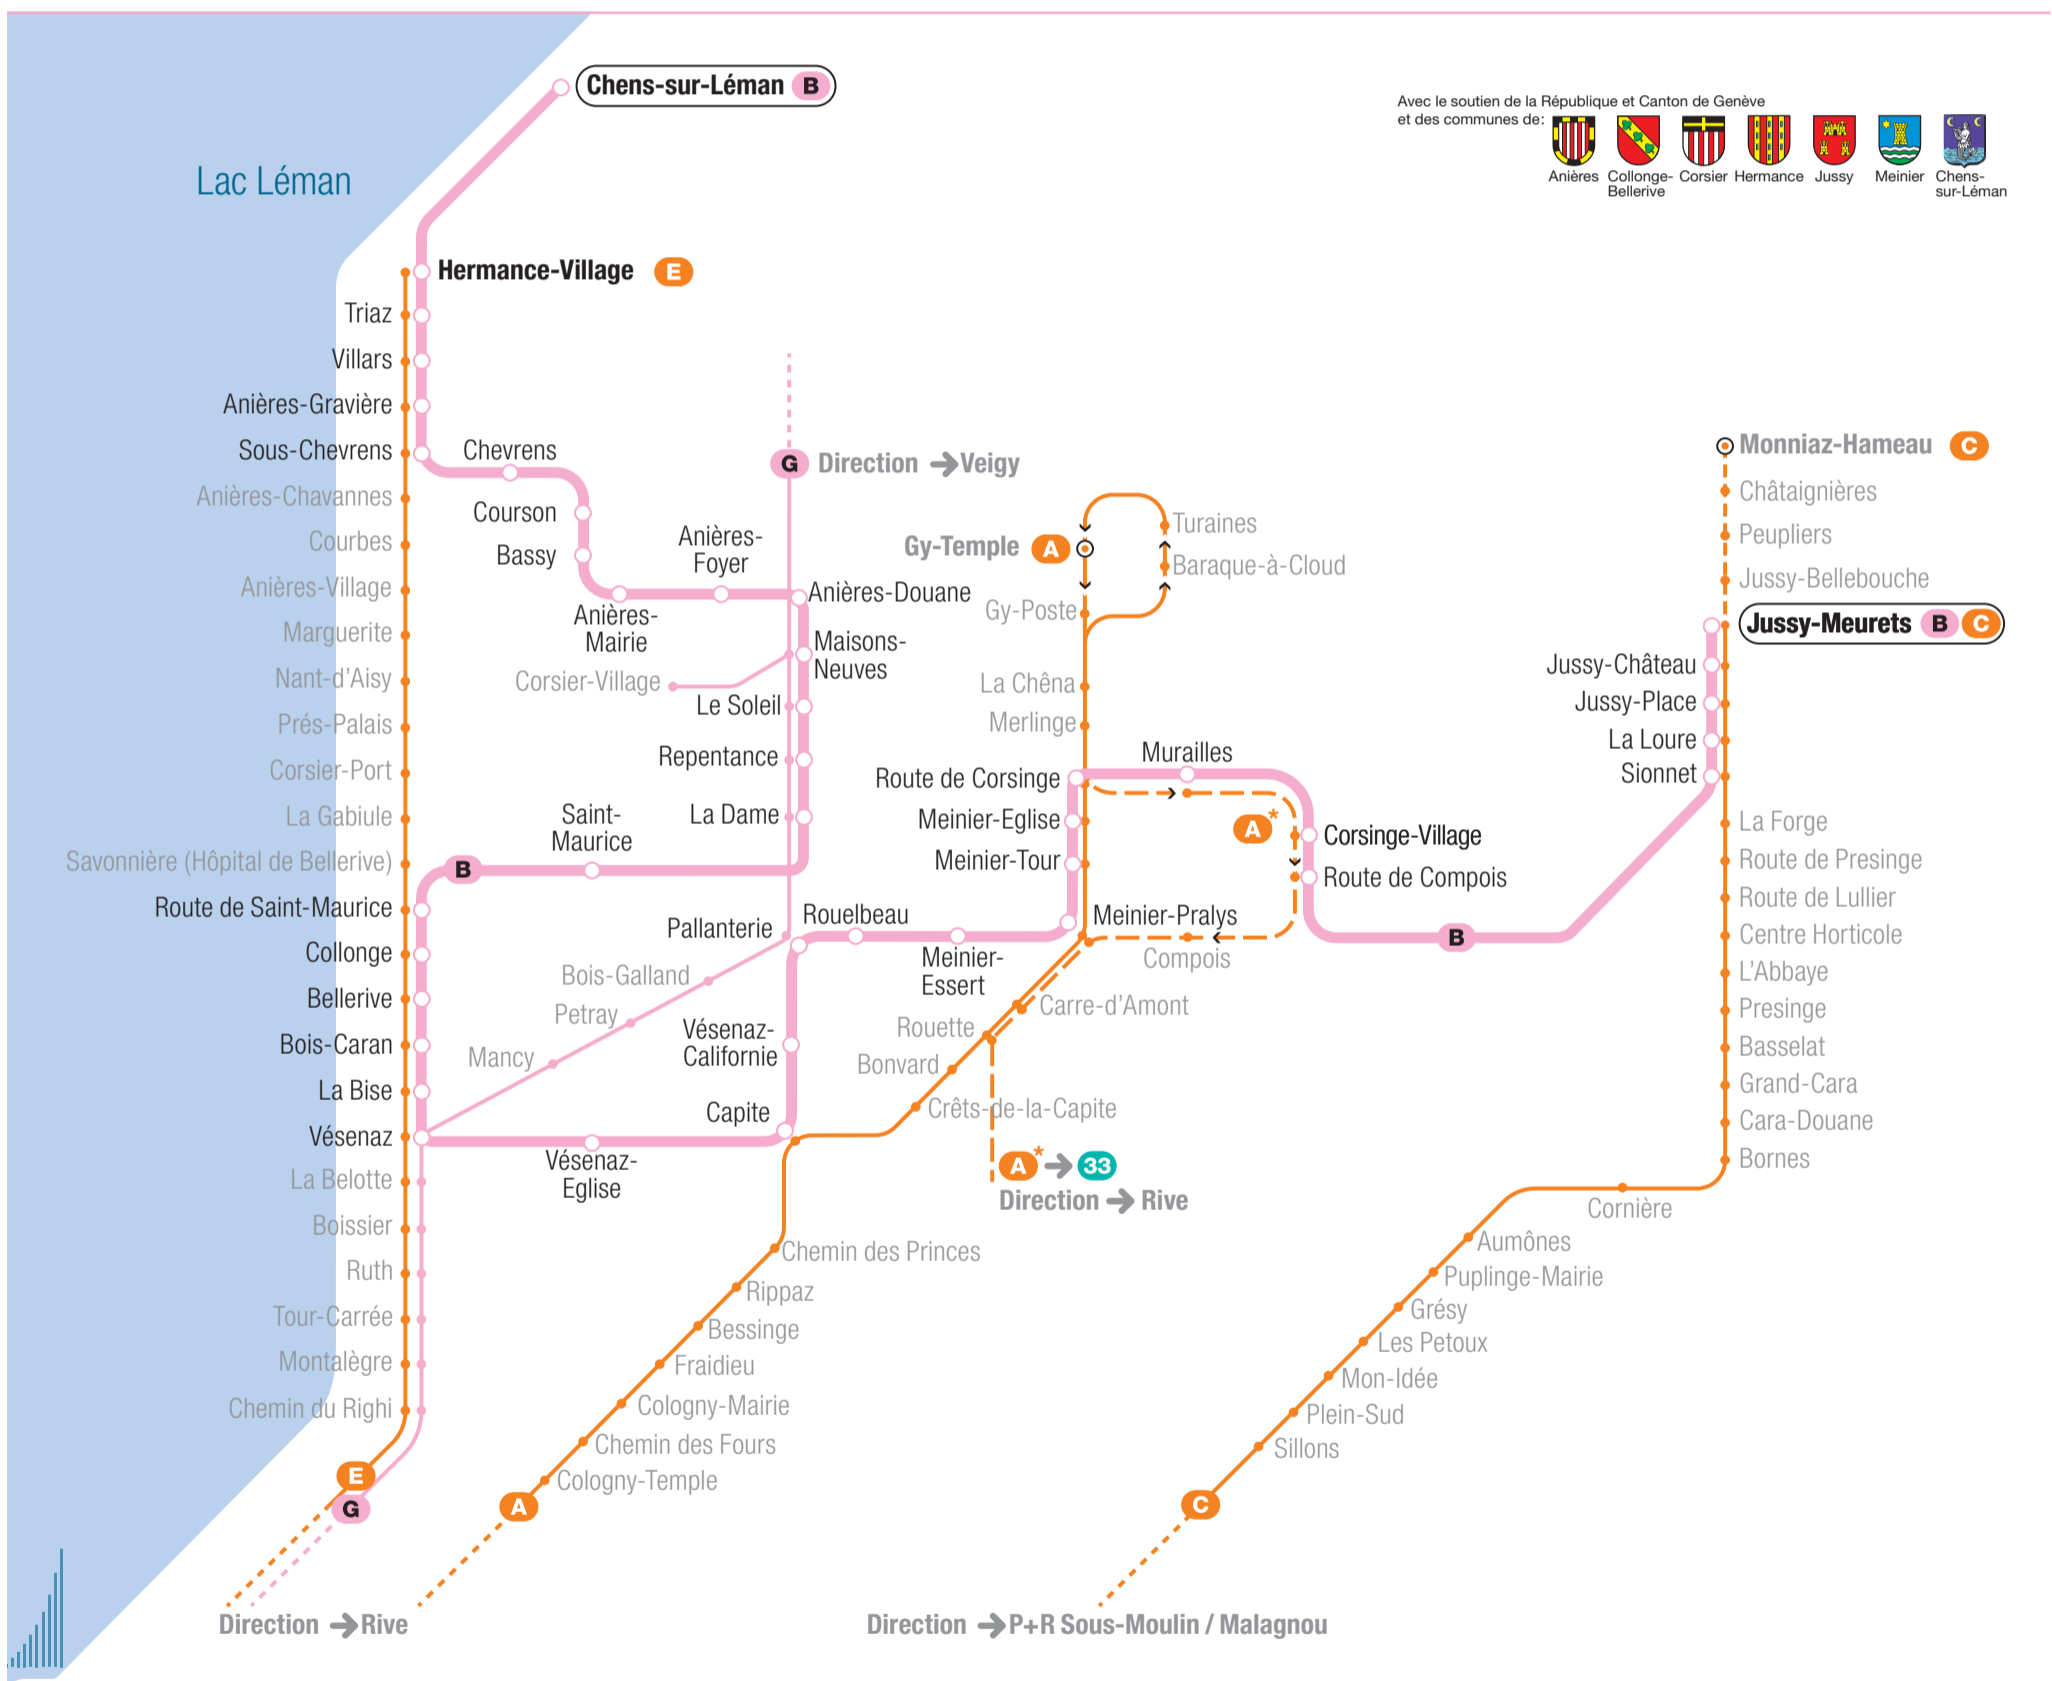 Chens-sur-Léman B
Avec le soutien de la République et Canton de Genève
et des communes de:
Anières
Collonge-
Bellerive
Corsier
Hermance
Jussy
Meinier
Chens-
sur-Léman
Lac Léman
Hermance-Village E
Triaz
Villars
Anières-Gravière
Sous-Chevrens
Anières-Chavannes
Courbes
Anières-Village
Marguerite
Nant-d'Aisy
Prés-Palais
Corsier-Port
La Gabiule
Savonnière (Hôpital de Bellerive)
Route de Saint-Maurice
Collonge
Bellerive
Bois-Caran
La Bise
Vésenaz
La Belotte
Boissier
Ruth
Tour-Carrée
Montalègre
Chemin du Righi
E
G
Direction Rive
Chevrens
Courson
Bassy
Anières-
Mairie
Anières-
Foyer
G Direction Veigy
Anières-Douane
Maisons-
Neuves
Corsier-Village
Le Soleil
Repentance
La Dame
Saint-
Maurice
B
Pallanterie
Bois-Galland
Petray
Mancy
Vésenaz-
Californie
Capite
Vésenaz-
Eglise
Rouelbeau
Meinier-
Essert
Gy-Temple A
Turaines
Baraque-à-Cloud
Gy-Poste
La Chêna
Merlinge
Route de Corsinge
Meinier-Eglise
Meinier-Tour
Murailles
A*
Corsinge-Village
Route de Compois
Meinier-Pralys
Compois
B
Carre-d'Amont
Rouette
Bonvard
Crêts-de-la-Capite
A* 33
Direction Rive
Chemin des Princes
Rippaz
Bessinge
Fraidieu
Cologny-Mairie
Chemin des Fours
Cologny-Temple
A
Monniaz-Hameau C
Châtaignières
Peupliers
Jussy-Bellebouche
Jussy-Meurets B C
Jussy-Château
Jussy-Place
La Loure
Sionnet
La Forge
Route de Presinge
Route de Lullier
Centre Horticole
L'Abbaye
Presinge
Basselat
Grand-Cara
Cara-Douane
Bornes
Cornière
Aumônes
Puplinge-Mairie
Grésy
Les Petoux
Mon-Idée
Plein-Sud
Sillons
C
Direction P+R Sous-Moulin / Malagnou